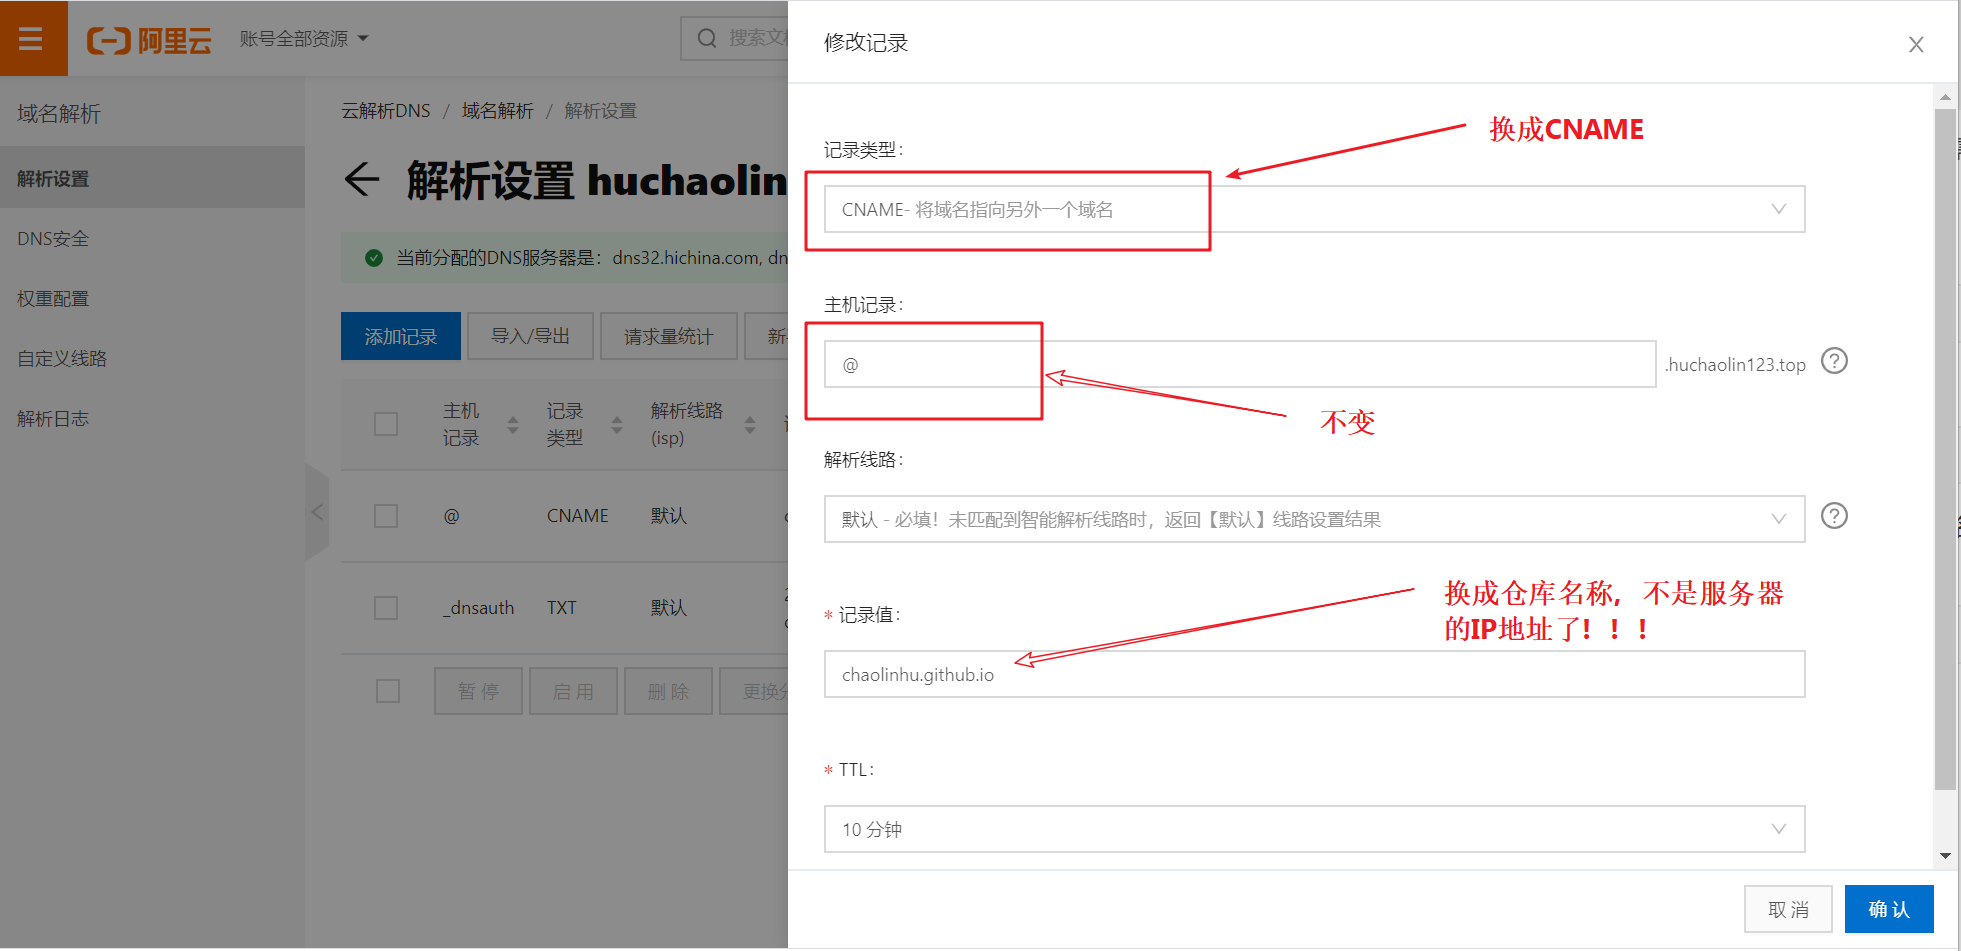 阿里云
账号全部资源
搜索文
域名解析
解析设置
DNS安全
权重配置
自定义线路
解析日志
云解析DNS / 域名解析 / 解析设置
解析设置 huchaolin
当前分配的DNS服务器是：dns32.hichina.com, dn
添加记录
导入/导出
请求量统计
新
主机记录
记录类型
解析线路(isp)
@ CNAME 默认
_dnsauth TXT 默认
暂 停
启 用
删 除
更换
修改记录
换成CNAME
记录类型：
CNAME- 将域名指向另外一个域名
主机记录：
@
.huchaolin123.top
不变
解析线路：
默认 - 必填！未匹配到智能解析线路时，返回【默认】线路设置结果
换成仓库名称，不是服务器
的IP地址了！！！
* 记录值：
chaolinhu.github.io
* TTL：
10 分钟
取 消
确 认